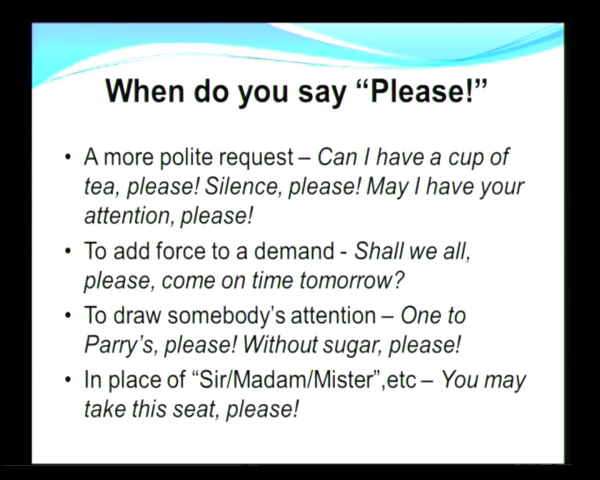 When do you say “Please!”
• A more polite request – Can I have a cup of
tea, please! Silence, please! May I have your
attention, please!
• To add force to a demand - Shall we all,
please, come on time tomorrow?
• To draw somebody’s attention – One to
Parry’s, please! Without sugar, please!
• In place of “Sir/Madam/Mister”,etc – You may
take this seat, please!